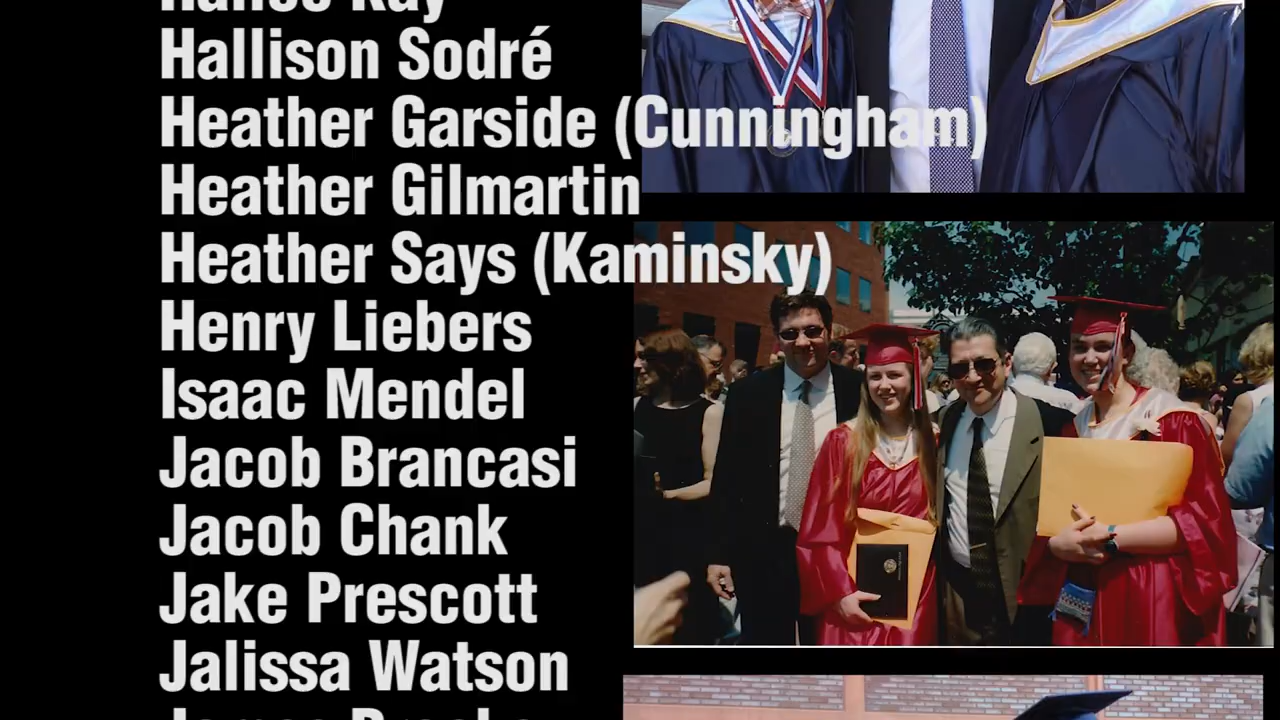 Hallison Sodré
Heather Garside (Cunningham)
Heather Gilmartin
Heather Says (Kaminsky)
Henry Liebers
Isaac Mendel
Jacob Brancasi
Jacob Chank
Jake Prescott
Jalissa Watson